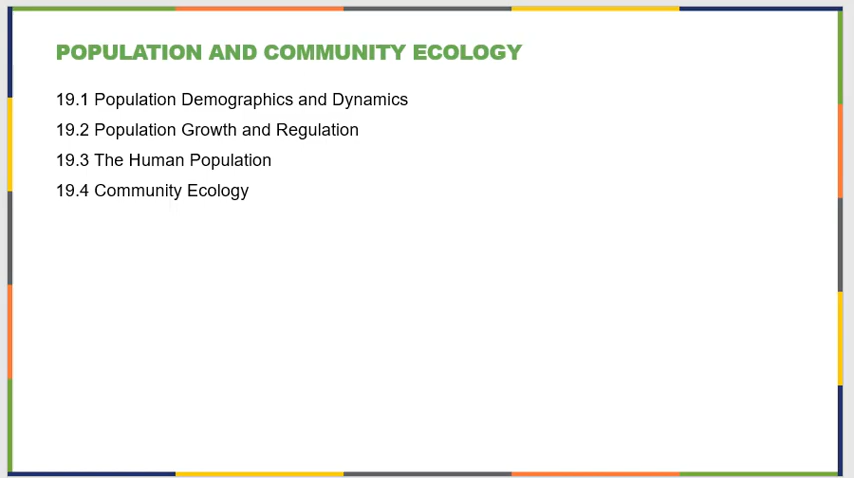 POPULATION AND COMMUNITY ECOLOGY
19.1 Population Demographics and Dynamics
19.2 Population Growth and Regulation
19.3 The Human Population
19.4 Community Ecology